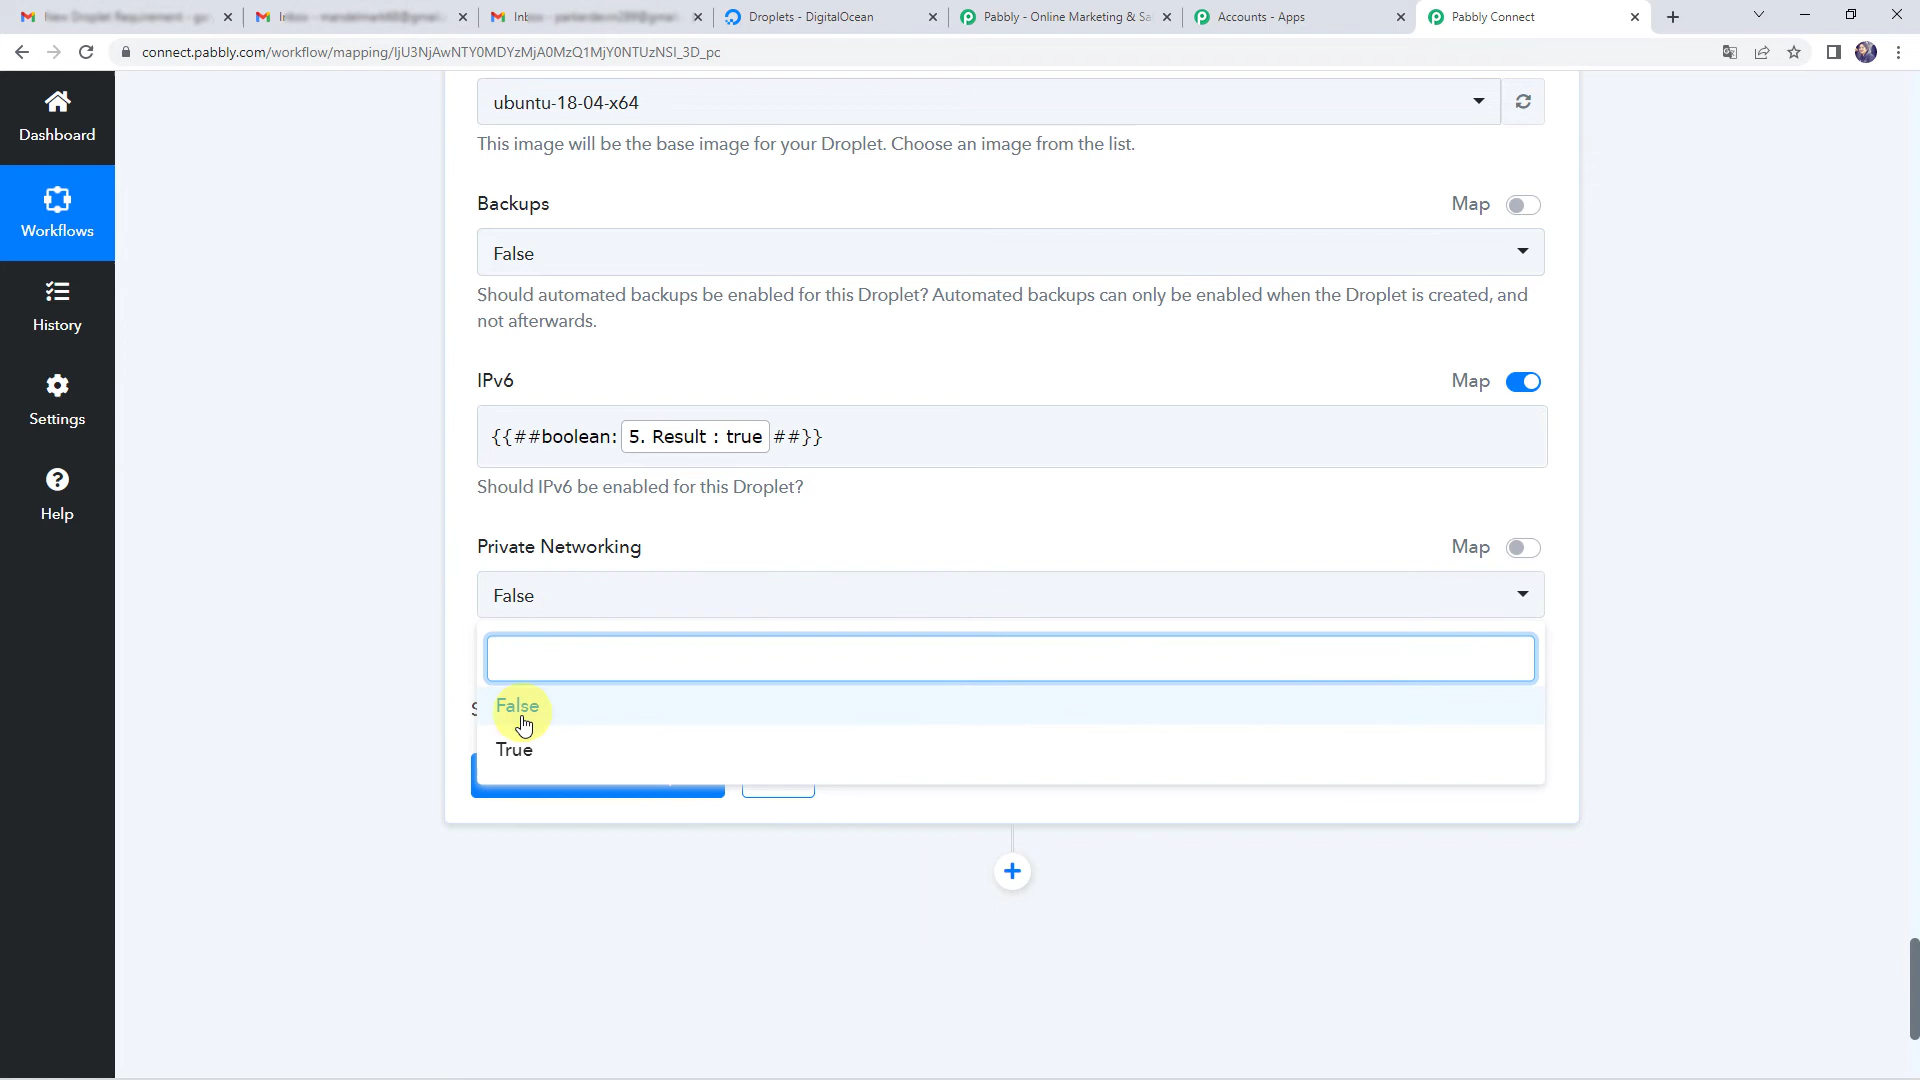 New Droplet Requirement - go
Droplets - DigitalOcean
Pabbly - Online Marketing & Sa
Accounts - Apps
Pabbly Connect
connect.pabbly.com/workflow/mapping/IjU3NjAwNTY0MDYzMjA0MzQ1MjY0NTUzNSI_3D_pc
Dashboard
Workflows
History
Settings
Help
ubuntu-18-04-x64
This image will be the base image for your Droplet. Choose an image from the list.
Backups
Map
False
Should automated backups be enabled for this Droplet? Automated backups can only be enabled when the Droplet is created, and
not afterwards.
IPv6
Map
{{##boolean: 5. Result : true ##}}
Should IPv6 be enabled for this Droplet?
Private Networking
Map
False
False
True